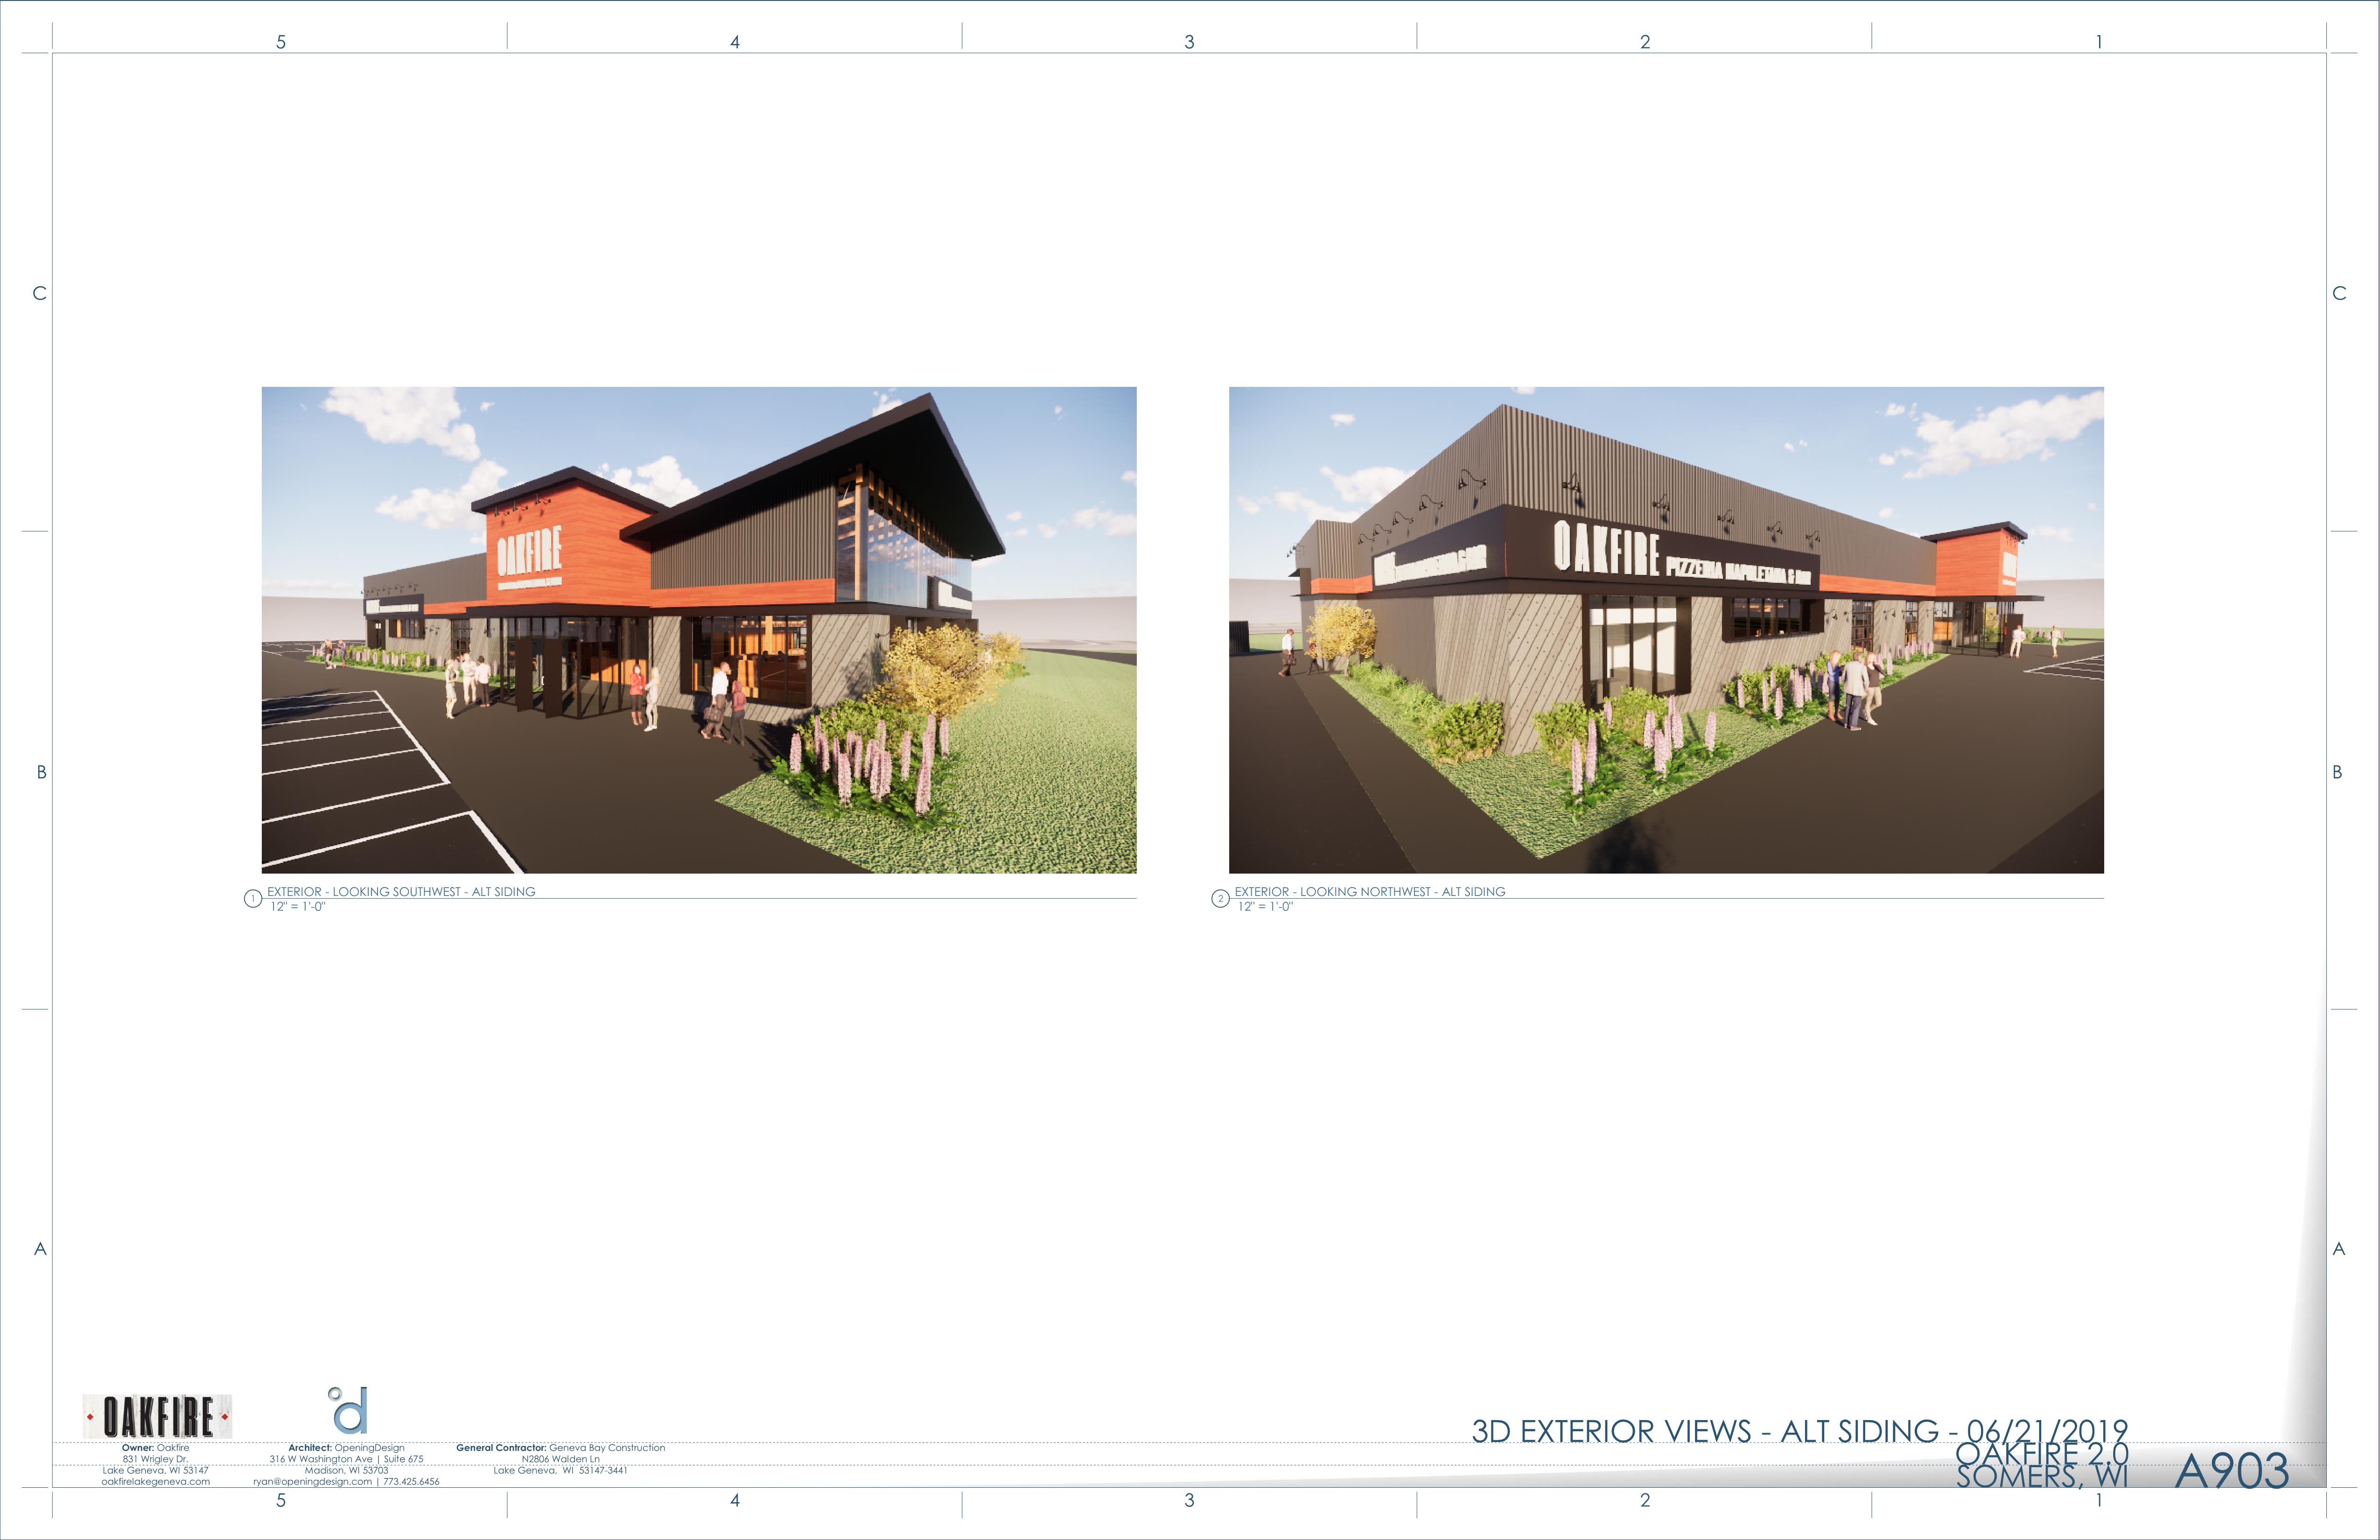 5 4 3 2 1
C C
OAKFIRE
OAKFIRE PIZZERIA NAPOLETANA & BAR
OAKFIRE
B B
1 EXTERIOR - LOOKING SOUTHWEST - ALT SIDING
12" = 1'-0"
2 EXTERIOR - LOOKING NORTHWEST - ALT SIDING
12" = 1'-0"
A A
OAKFIRE
d
Owner: Oakfire
831 Wrigley Dr.
Lake Geneva, WI 53147
oakfirelakegeneva.com
Architect: OpeningDesign
316 W Washington Ave | Suite 675
Madison, WI 53703
ryan@openingdesign.com | 773.425.6456
General Contractor: Geneva Bay Construction
N2806 Walden Ln
Lake Geneva, WI 53147-3441
3D EXTERIOR VIEWS - ALT SIDING - 06/21/2019
OAKFIRE 2.0
SOMERS, WI
A903
5 4 3 2 1